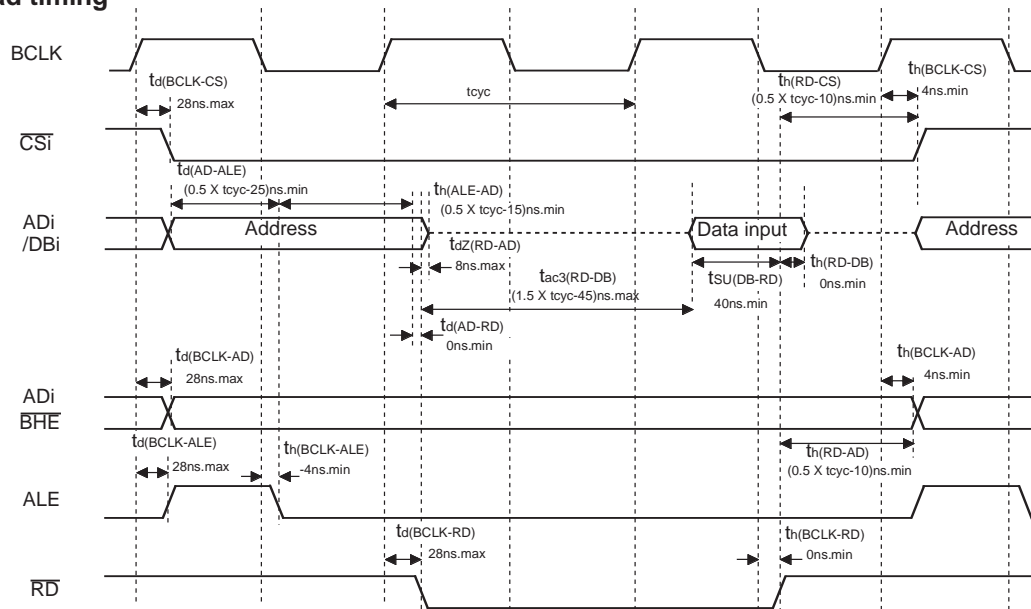 ad timing
BCLK
td(BCLK-CS)
28ns.max
tcyc
th(RD-CS)
(0.5 X tcyc-10)ns.min
th(BCLK-CS)
4ns.min
CSi
td(AD-ALE)
(0.5 X tcyc-25)ns.min
th(ALE-AD)
(0.5 X tcyc-15)ns.min
ADi
/DBi
Address
Data input
Address
tdZ(RD-AD)
8ns.max
tac3(RD-DB)
(1.5 X tcyc-45)ns.max
tSU(DB-RD)
40ns.min
th(RD-DB)
0ns.min
td(AD-RD)
0ns.min
td(BCLK-AD)
28ns.max
th(BCLK-AD)
4ns.min
ADi
BHE
td(BCLK-ALE)
28ns.max
th(BCLK-ALE)
-4ns.min
th(RD-AD)
(0.5 X tcyc-10)ns.min
ALE
td(BCLK-RD)
28ns.max
th(BCLK-RD)
0ns.min
RD